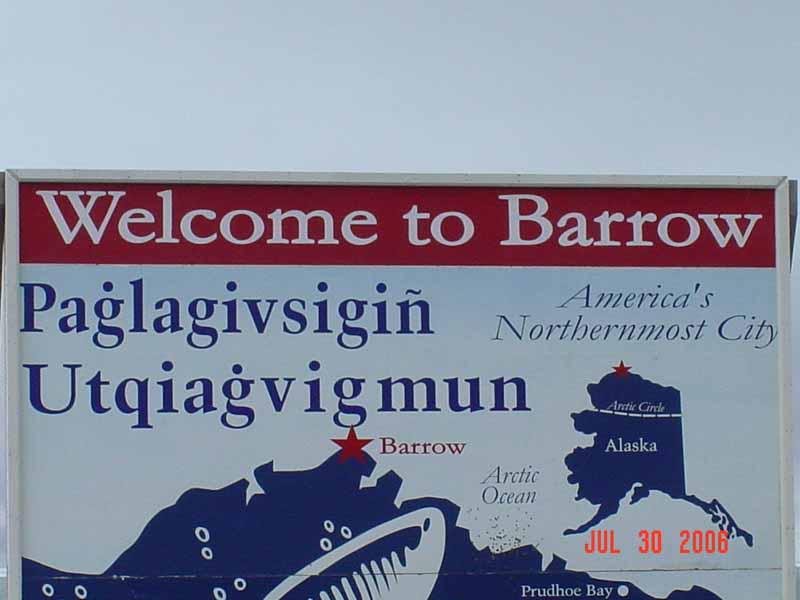 Welcome to Barrow
Paġlagivsigiñ
Utqiaġvigmun
America's
Northernmost City
Arctic Circle
Alaska
Barrow
Arctic
Ocean
Prudhoe Bay
JUL 30 2006